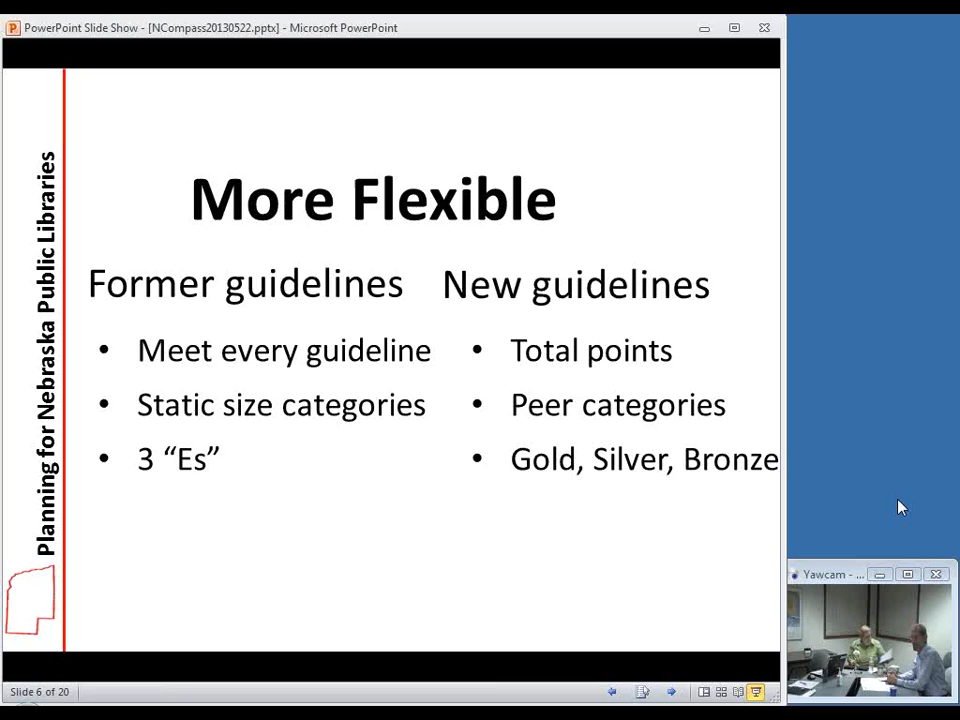 PowerPoint Slide Show - [NCompass20130522.pptx] - Microsoft PowerPoint
Planning for Nebraska Public Libraries
More Flexible
Former guidelines
• Meet every guideline
• Static size categories
• 3 “Es”
New guidelines
• Total points
• Peer categories
• Gold, Silver, Bronze
Yawcam - ...
Slide 6 of 20